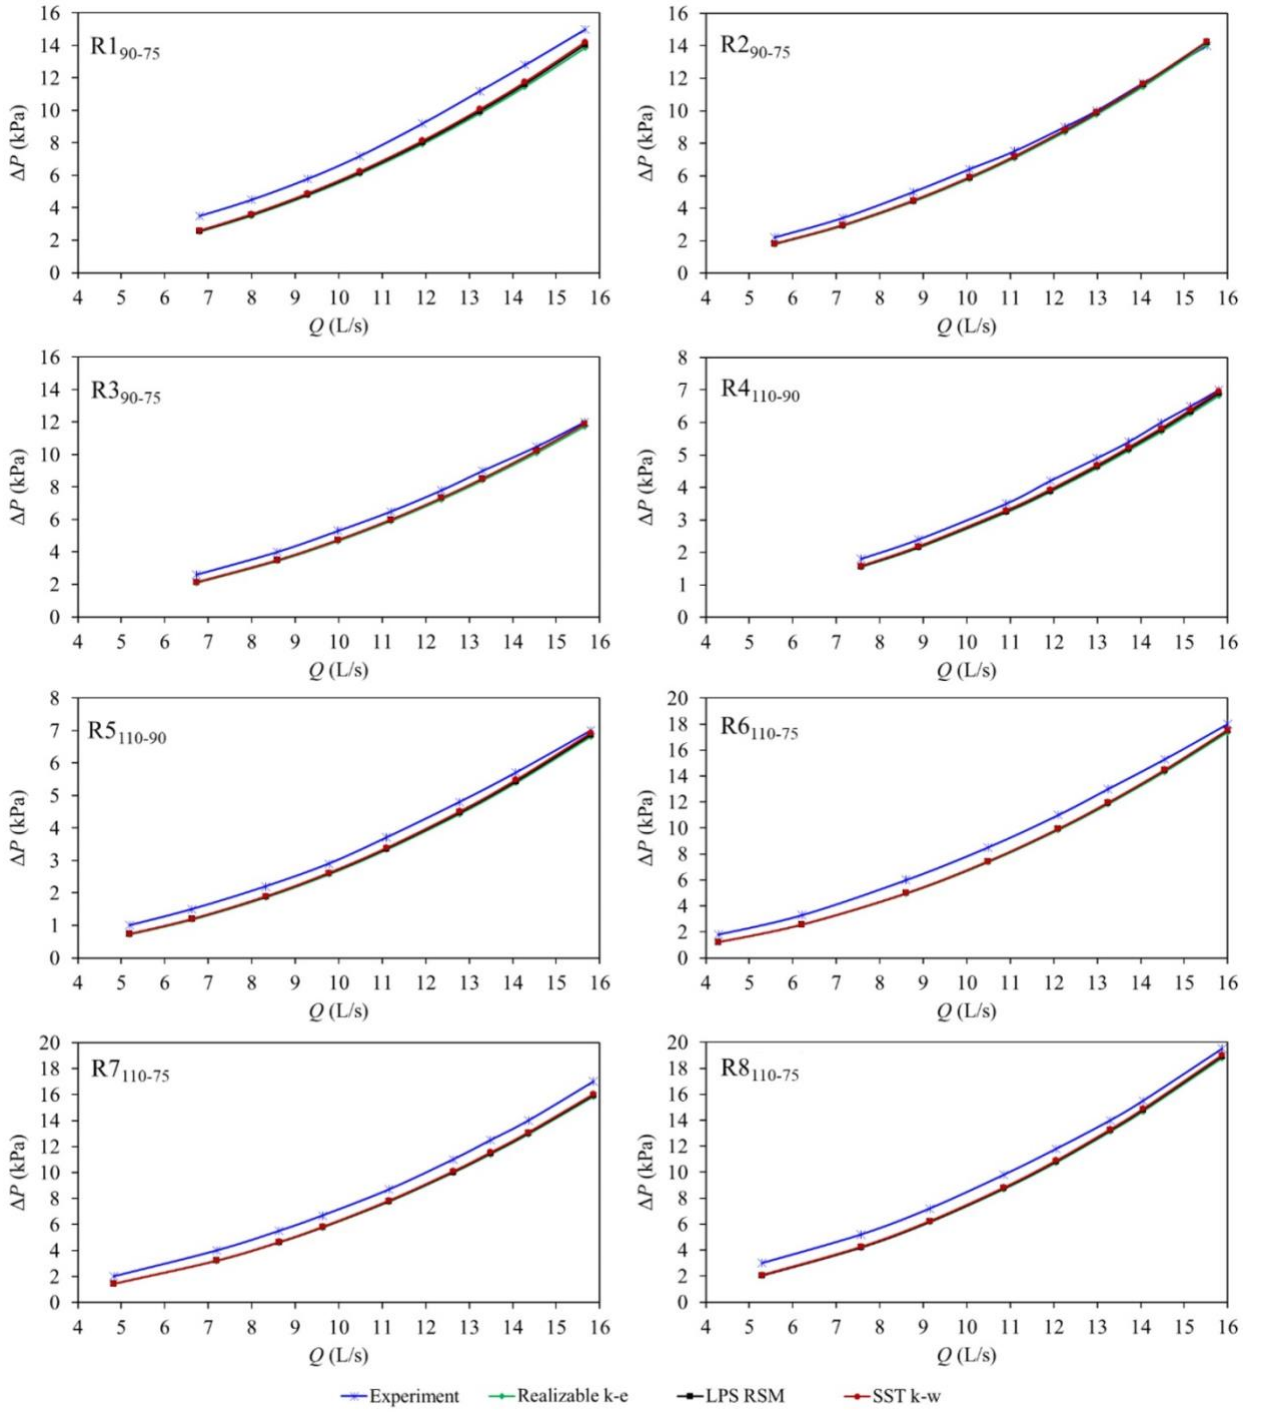 16
14
12
10
8
6
4
2
0
ΔP (kPa)
R190-75
4 5 6 7 8 9 10 11 12 13 14 15 16
Q (L/s)
16
14
12
10
8
6
4
2
0
ΔP (kPa)
R290-75
4 5 6 7 8 9 10 11 12 13 14 15 16
Q (L/s)
16
14
12
10
8
6
4
2
0
ΔP (kPa)
R390-75
4 5 6 7 8 9 10 11 12 13 14 15 16
Q (L/s)
8
7
6
5
4
3
2
1
0
ΔP (kPa)
R4110-90
4 5 6 7 8 9 10 11 12 13 14 15 16
Q (L/s)
8
7
6
5
4
3
2
1
0
ΔP (kPa)
R5110-90
4 5 6 7 8 9 10 11 12 13 14 15 16
Q (L/s)
20
18
16
14
12
10
8
6
4
2
0
ΔP (kPa)
R6110-75
4 5 6 7 8 9 10 11 12 13 14 15 16
Q (L/s)
20
18
16
14
12
10
8
6
4
2
0
ΔP (kPa)
R7110-75
4 5 6 7 8 9 10 11 12 13 14 15 16
Q (L/s)
20
18
16
14
12
10
8
6
4
2
0
ΔP (kPa)
R8110-75
4 5 6 7 8 9 10 11 12 13 14 15 16
Q (L/s)
Experiment Realizable k-e LPS RSM SST k-w